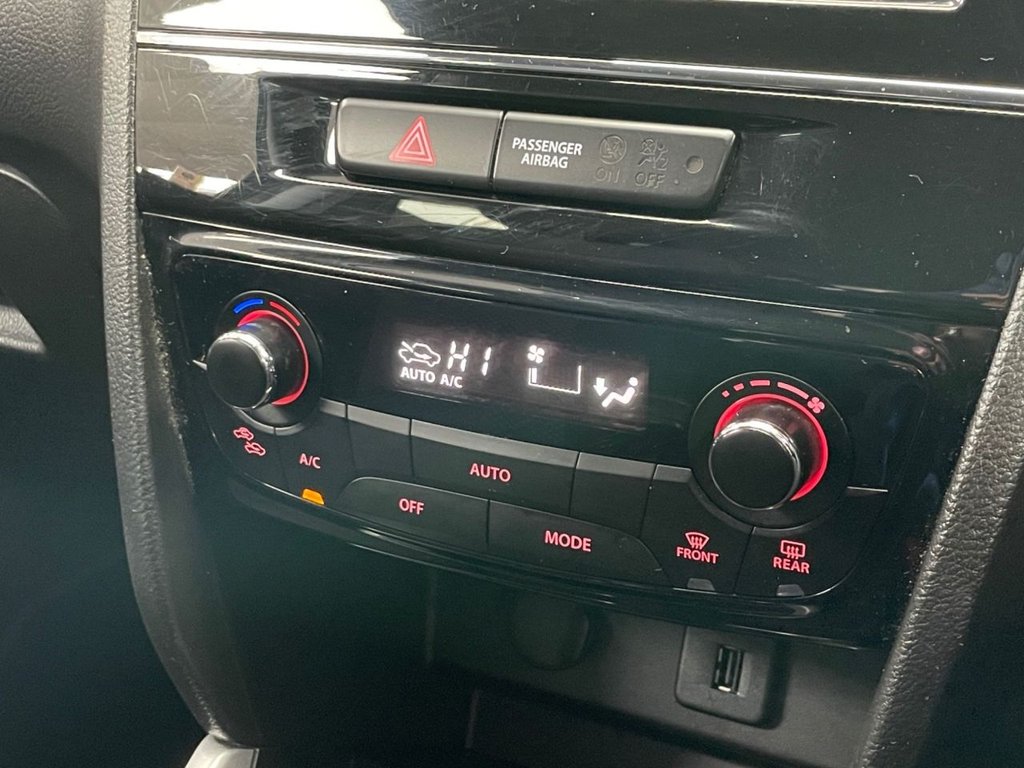 PASSENGER
AIRBAG
ON OFF
HI
AUTO A/C
A/C
AUTO
OFF
MODE
FRONT
REAR